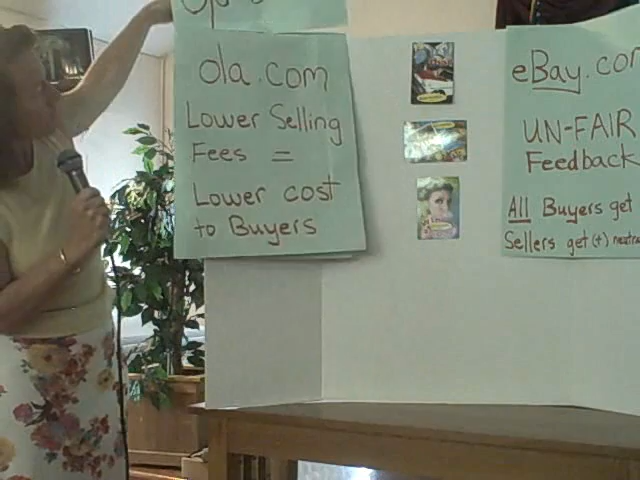 ola.com
Lower Selling
Fees =
Lower cost
to Buyers
eBay.com
UN-FAIR
Feedback
All Buyers get
Sellers get (+)